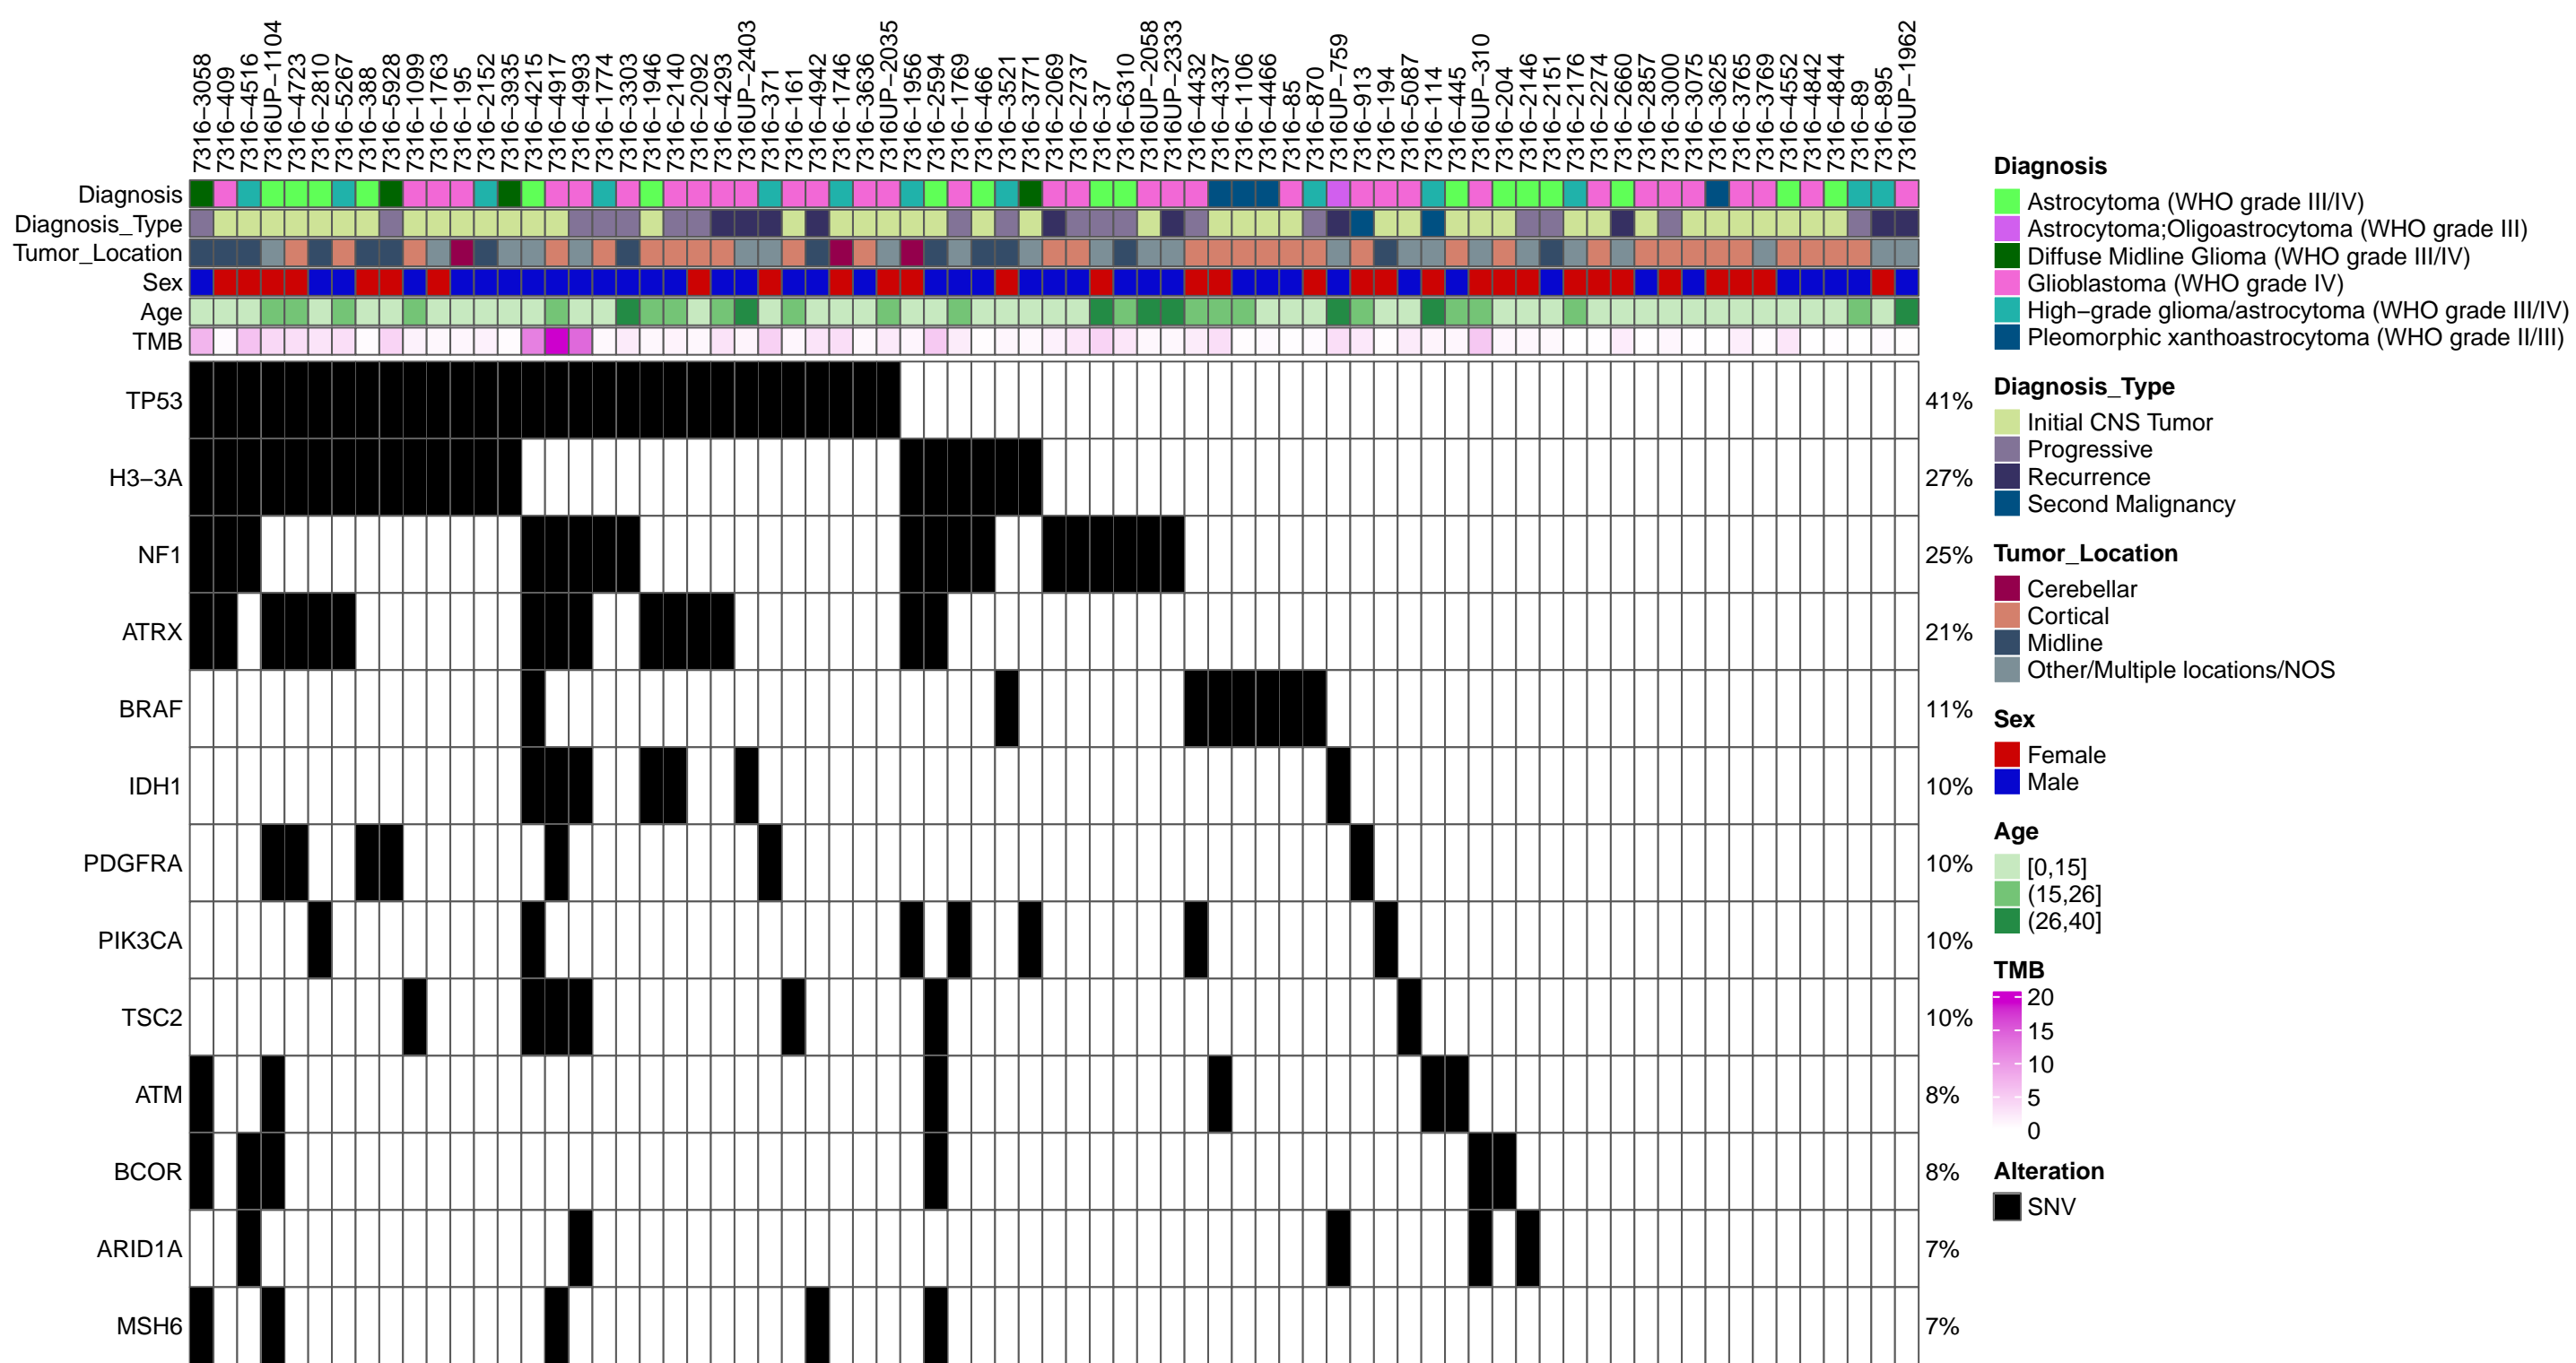 7316−3058
7316−409
7316−4516
7316UP−1104
7316−4723
7316−2810
7316−5267
7316−388
7316−5928
7316−1099
7316−1763
7316−195
7316−2152
7316−3935
7316−4215
7316−4917
7316−4993
7316−1774
7316−3303
7316−1946
7316−2140
7316−2092
7316−4293
7316UP−2403
7316−371
7316−161
7316−4942
7316−1746
7316−3636
7316UP−2035
7316−1956
7316−2594
7316−1769
7316−466
7316−3521
7316−3771
7316−2069
7316−2737
7316−37
7316−6310
7316UP−2058
7316UP−2333
7316−4432
7316−4337
7316−1106
7316−4466
7316−85
7316−870
7316UP−759
7316−913
7316−194
7316−5087
7316−114
7316−445
7316UP−310
7316−204
7316−2146
7316−2151
7316−2176
7316−2274
7316−2660
7316−2857
7316−3000
7316−3075
7316−3625
7316−3765
7316−3769
7316−4552
7316−4842
7316−4844
7316−89
7316−895
7316UP−1962
Diagnosis
Diagnosis_Type
Tumor_Location
Sex
Age
TMB
TP53 41%
H3−3A 27%
NF1 25%
ATRX 21%
BRAF 11%
IDH1 10%
PDGFRA 10%
PIK3CA 10%
TSC2 10%
ATM 8%
BCOR 8%
ARID1A 7%
MSH6 7%
Diagnosis
Astrocytoma (WHO grade III/IV)
Astrocytoma;Oligoastrocytoma (WHO grade III)
Diffuse Midline Glioma (WHO grade III/IV)
Glioblastoma (WHO grade IV)
High−grade glioma/astrocytoma (WHO grade III/IV)
Pleomorphic xanthoastrocytoma (WHO grade II/III)
Diagnosis_Type
Initial CNS Tumor
Progressive
Recurrence
Second Malignancy
Tumor_Location
Cerebellar
Cortical
Midline
Other/Multiple locations/NOS
Sex
Female
Male
Age
[0,15]
(15,26]
(26,40]
TMB
20
15
10
5
0
Alteration
SNV